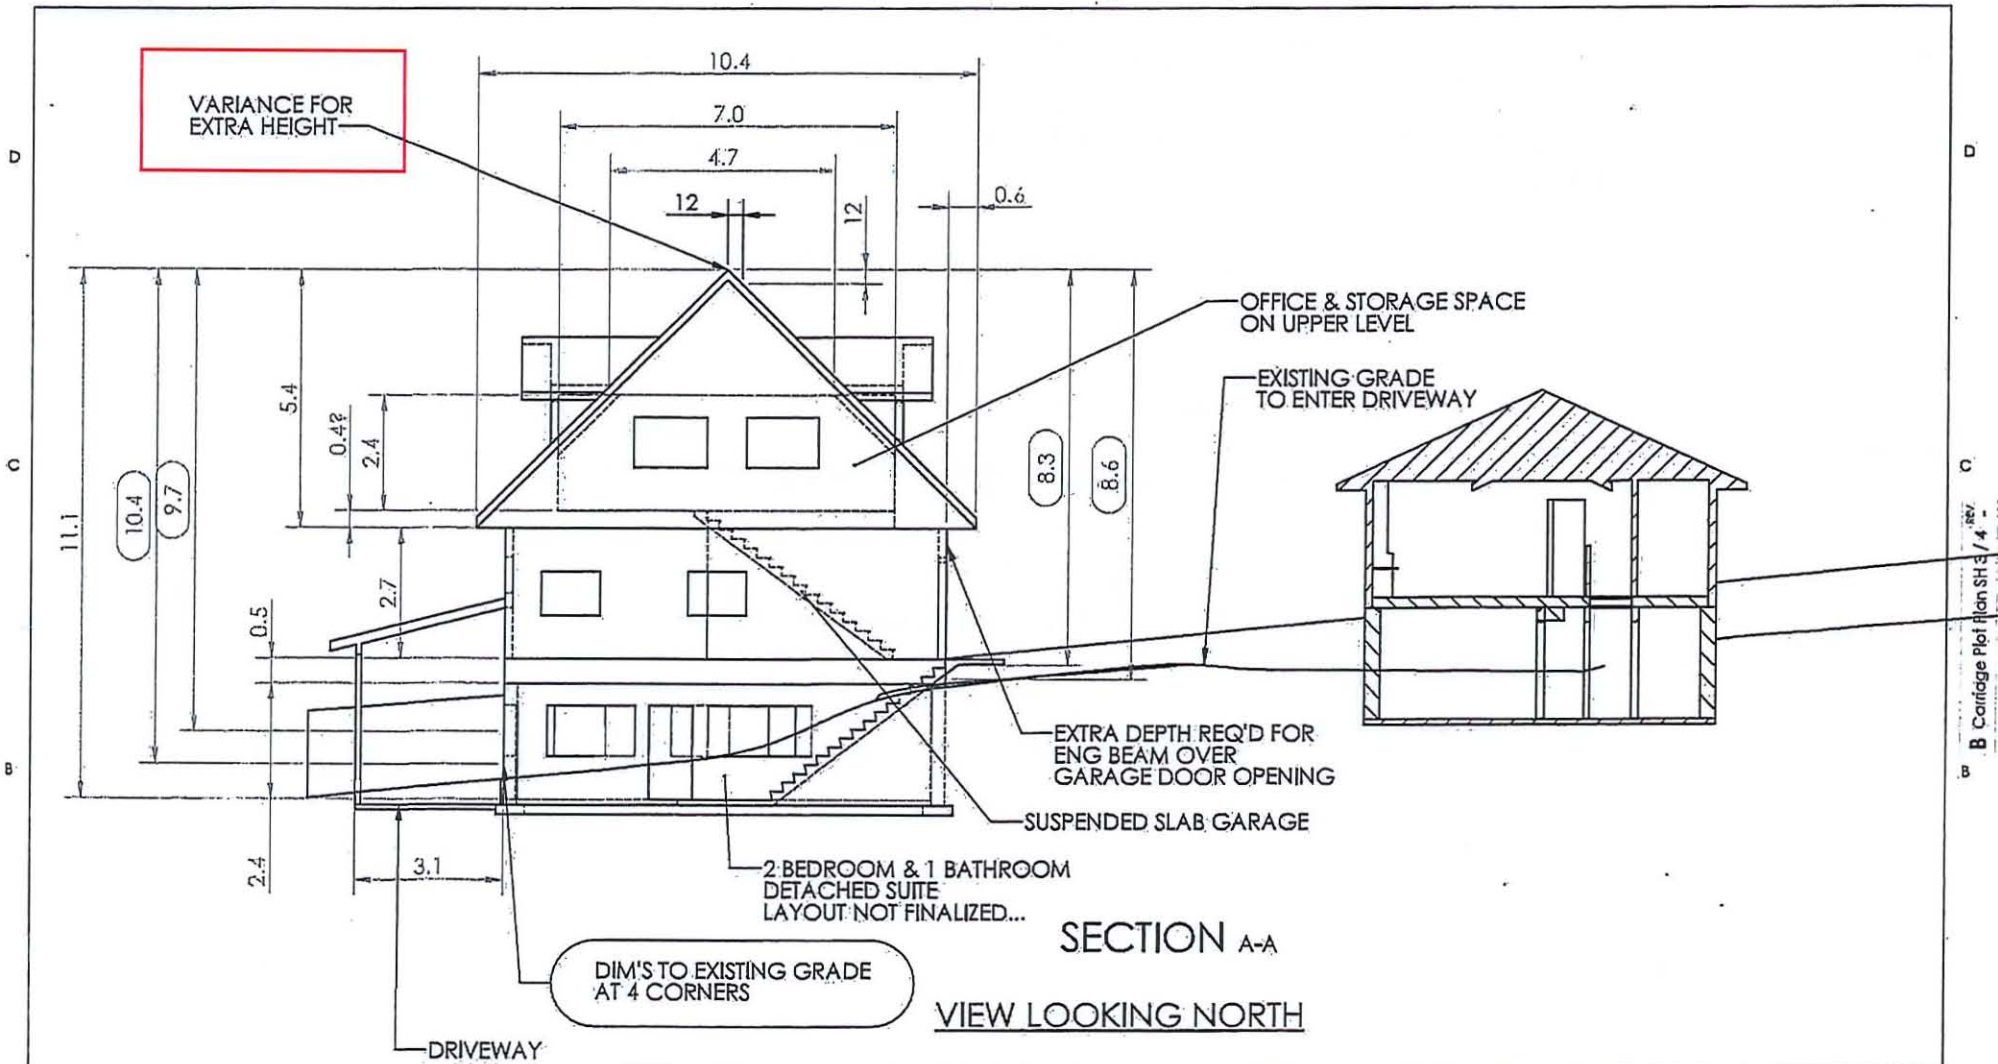 10.4
VARIANCE FOR
EXTRA HEIGHT
7.0
4.7
12
12
0.6
D
D
OFFICE & STORAGE SPACE
ON UPPER LEVEL
EXISTING GRADE
TO ENTER DRIVEWAY
5.4
0.42
2.4
8.3
8.6
C
C
10.4
9.7
11.1
2.7
0.5
B Carriage Plot Plan SH 3 / 4 REV. -
EXTRA DEPTH REQ'D FOR
ENG BEAM OVER
GARAGE DOOR OPENING
B
B
SUSPENDED SLAB GARAGE
2.4
3.1
2 BEDROOM & 1 BATHROOM
DETACHED SUITE
LAYOUT NOT FINALIZED...
SECTION A-A
DIM'S TO EXISTING GRADE
AT 4 CORNERS
VIEW LOOKING NORTH
DRIVEWAY